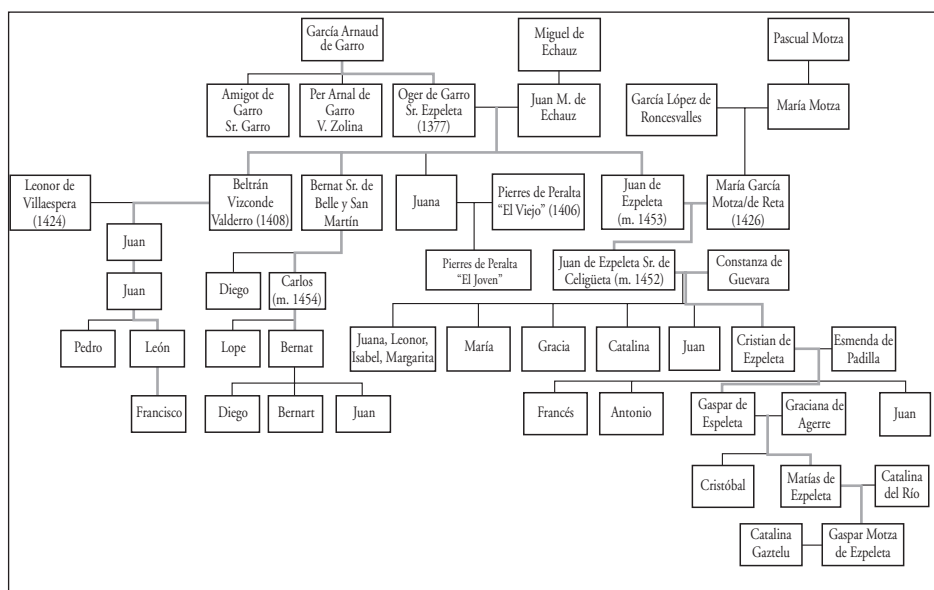 García Arnaud
de Garro
Miguel de
Echauz
Pascual Motza
Amigot de
Garro
Sr. Garro
Per Arnal de
Garro
V. Zolina
Oger de Garro
Sr. Ezpeleta
(1377)
Juan M. de
Echauz
García López de
Roncesvalles
María Motza
Leonor de
Villaespera
(1424)
Beltrán
Vizconde
Valderro (1408)
Bernat Sr. de
Belle y San
Martín
Juana
Pierres de Peralta
“El Viejo” (1406)
Juan de
Ezpeleta
(m. 1453)
María García
Motza/de Reta
(1426)
Juan
Pierres de Peralta
“El Joven”
Juan de Ezpeleta Sr. de
Celigüeta (m. 1452)
Constanza de
Guevara
Juan
Diego
Carlos
(m. 1454)
Pedro
León
Lope
Bernat
Juana, Leonor,
Isabel, Margarita
María
Gracia
Catalina
Juan
Cristian de
Ezpeleta
Esmenda de
Padilla
Francisco
Diego
Bernart
Juan
Francés
Antonio
Gaspar de
Espeleta
Graciana de
Agerre
Juan
Cristóbal
Matías de
Ezpeleta
Catalina
del Río
Catalina
Gaztelu
Gaspar Motza
de Ezpeleta